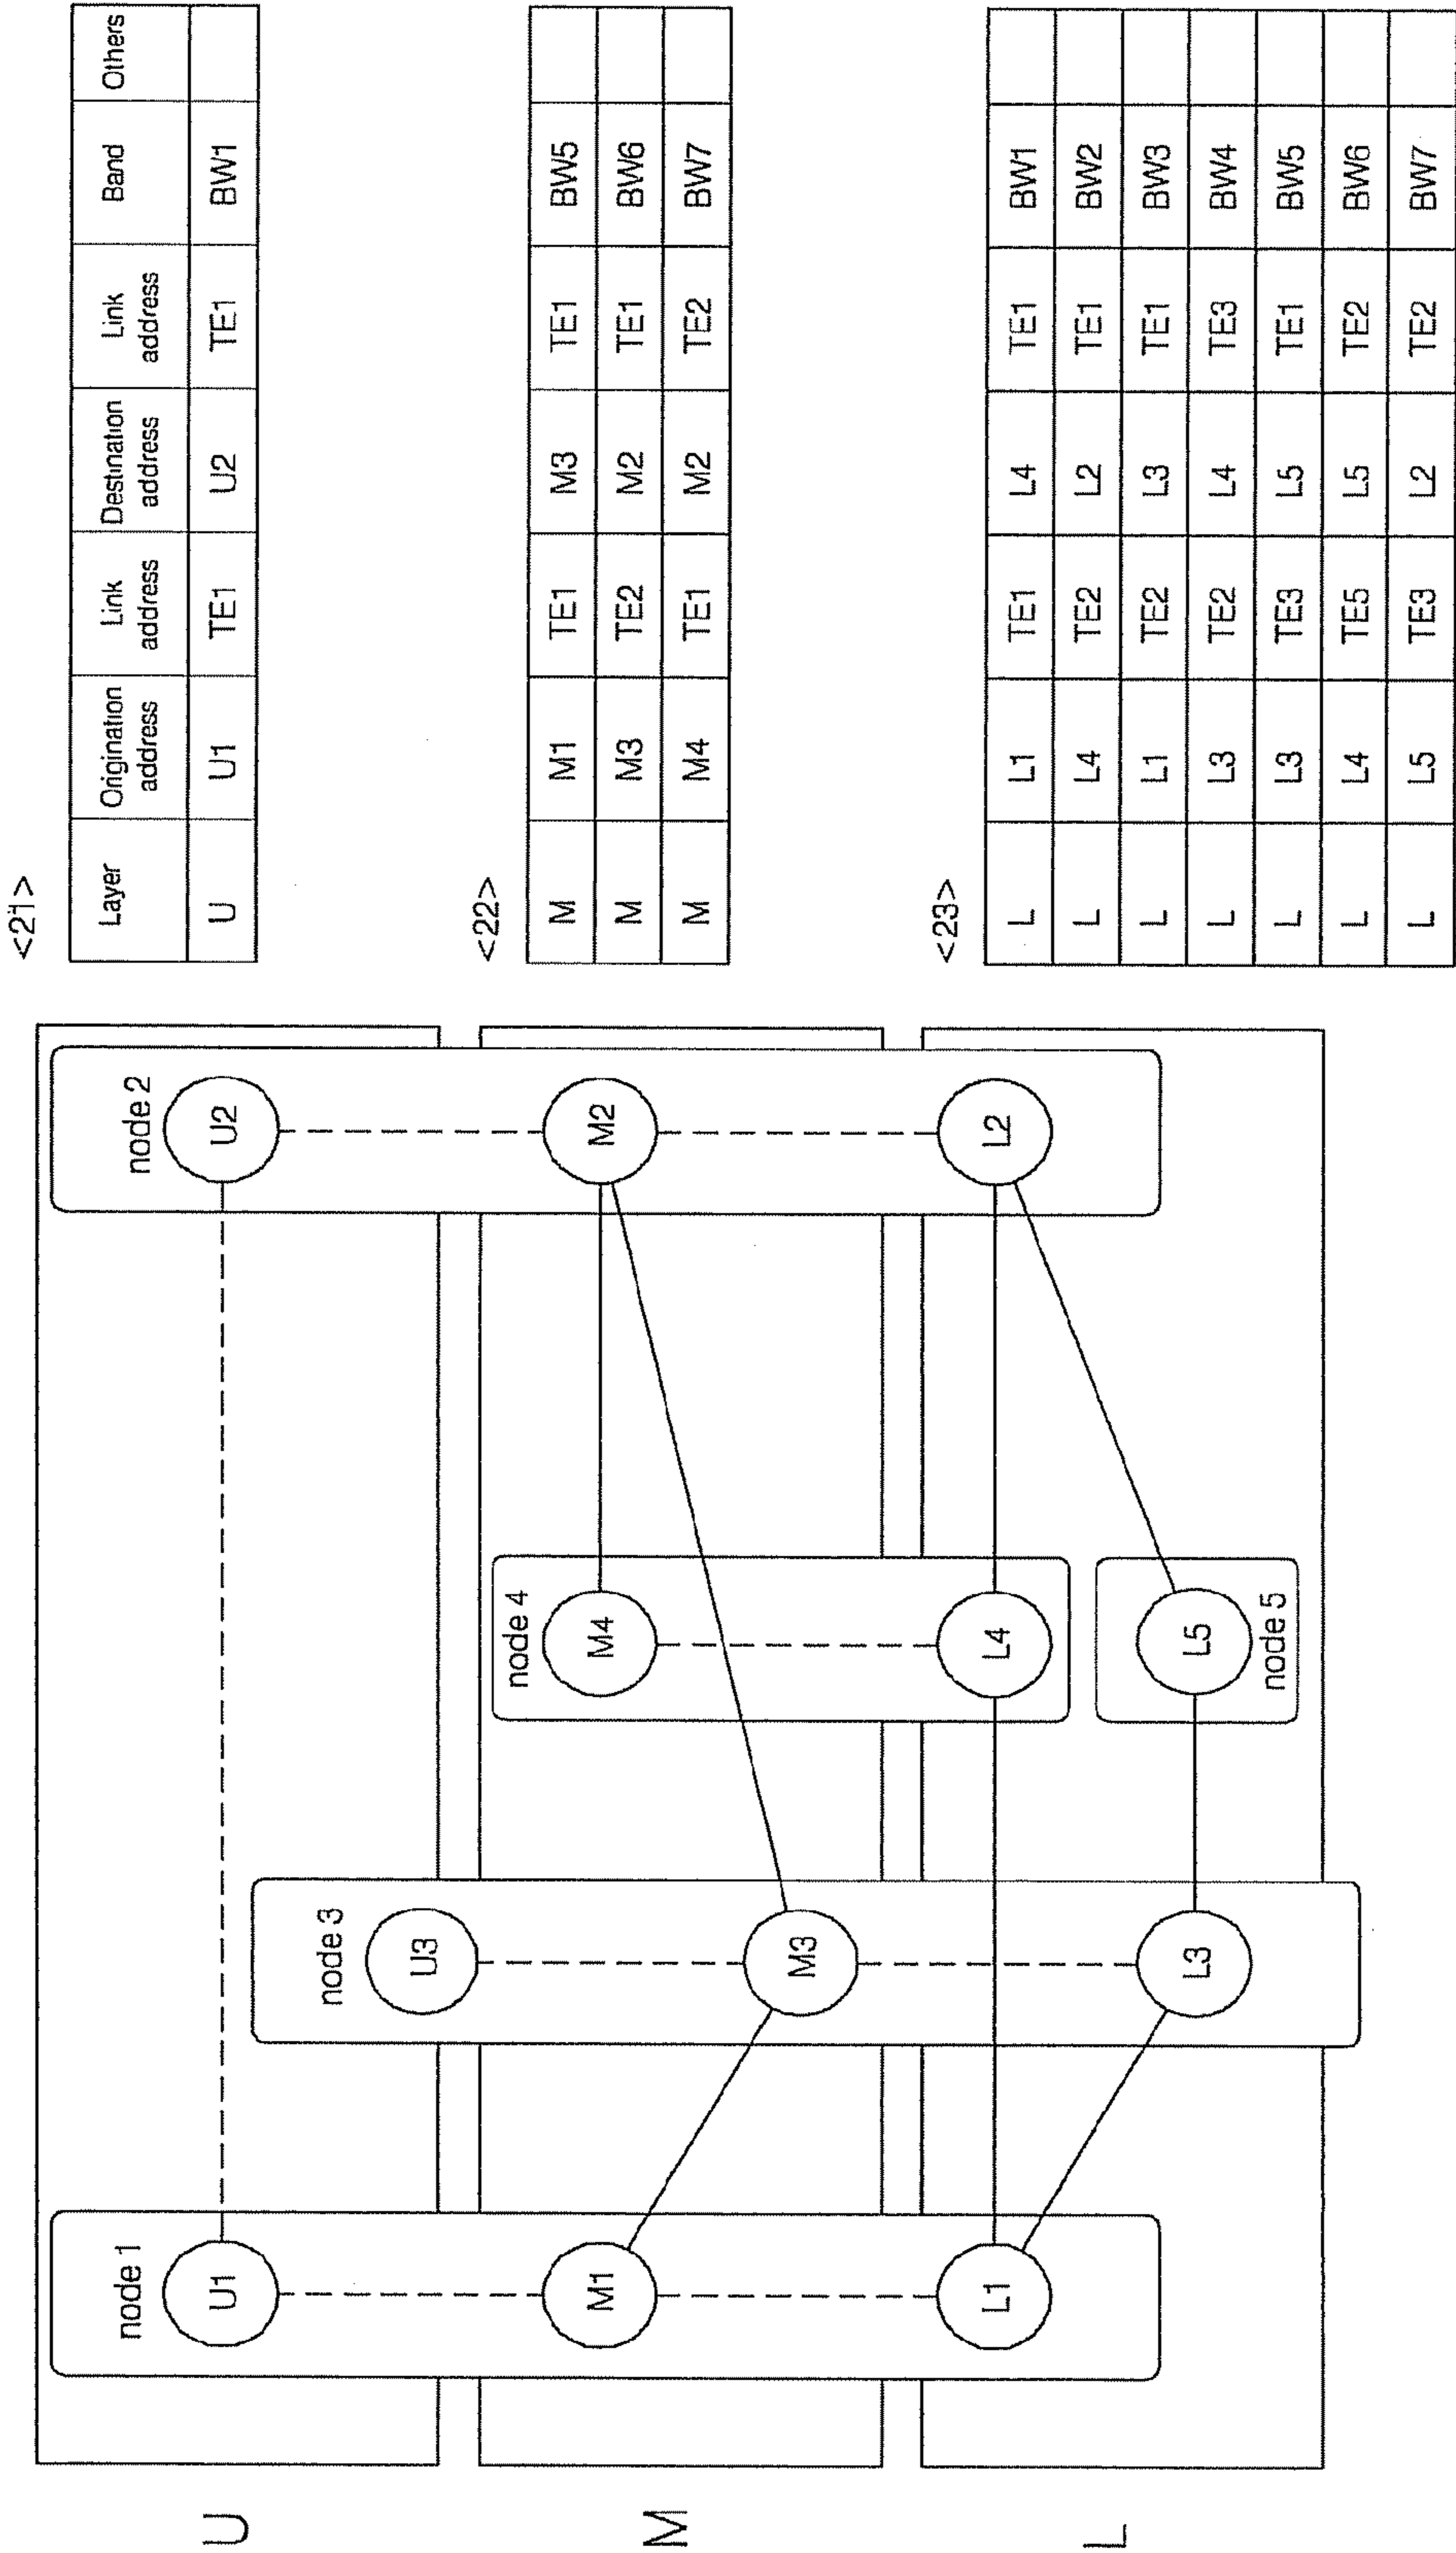 U
node 1
U1
node 3
U3
node 2
U2
M
M1
M3
node 4
M4
M2
L
L1
L3
L4
L5
node 5
L2
<21>
Layer Origination address Link address Destination address Link address Band Others
U U1 TE1 U2 TE1 BW1
<22>
M M1 TE1 M3 TE1 BW5
M M3 TE2 M2 TE1 BW6
M M4 TE1 M2 TE2 BW7
<23>
L L1 TE1 L4 TE1 BW1
L L4 TE2 L2 TE1 BW2
L L1 TE2 L3 TE1 BW3
L L3 TE2 L4 TE3 BW4
L L3 TE3 L5 TE1 BW5
L L4 TE5 L5 TE2 BW6
L L5 TE3 L2 TE2 BW7